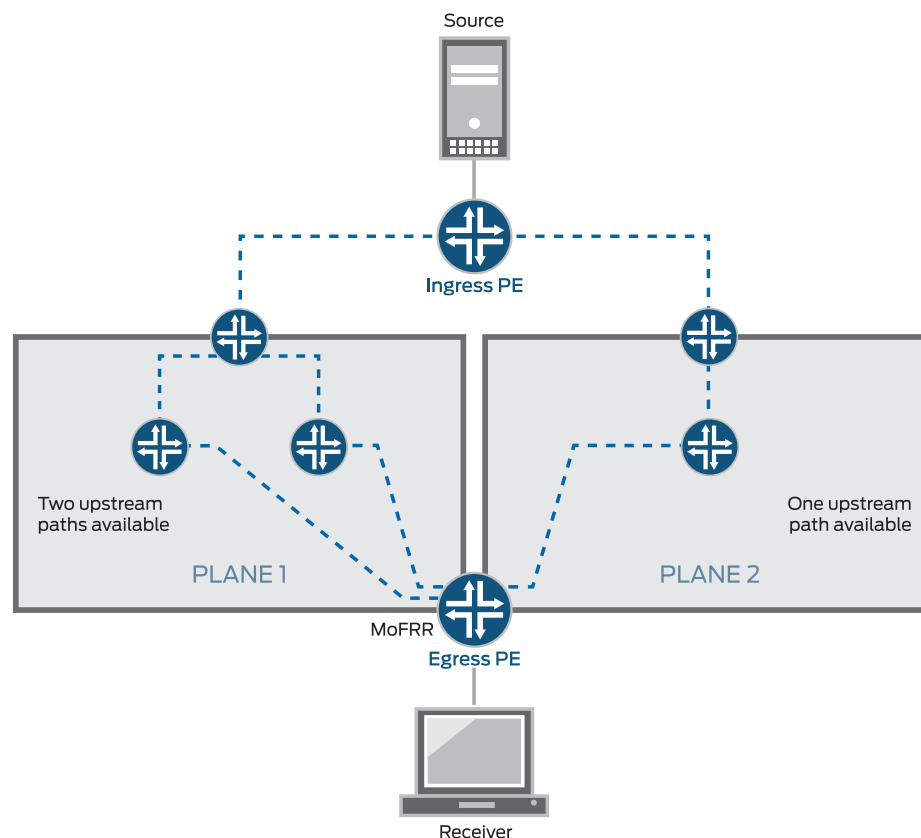 Source
Ingress PE
Two upstream
paths available
One upstream
path available
PLANE 1
PLANE 2
MoFRR
Egress PE
Receiver